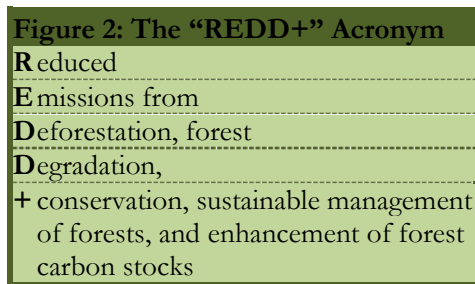 Figure 2: The “REDD+” Acronym
Reduced
Emissions from
Deforestation, forest
Degradation,
+ conservation, sustainable management
of forests, and enhancement of forest
carbon stocks